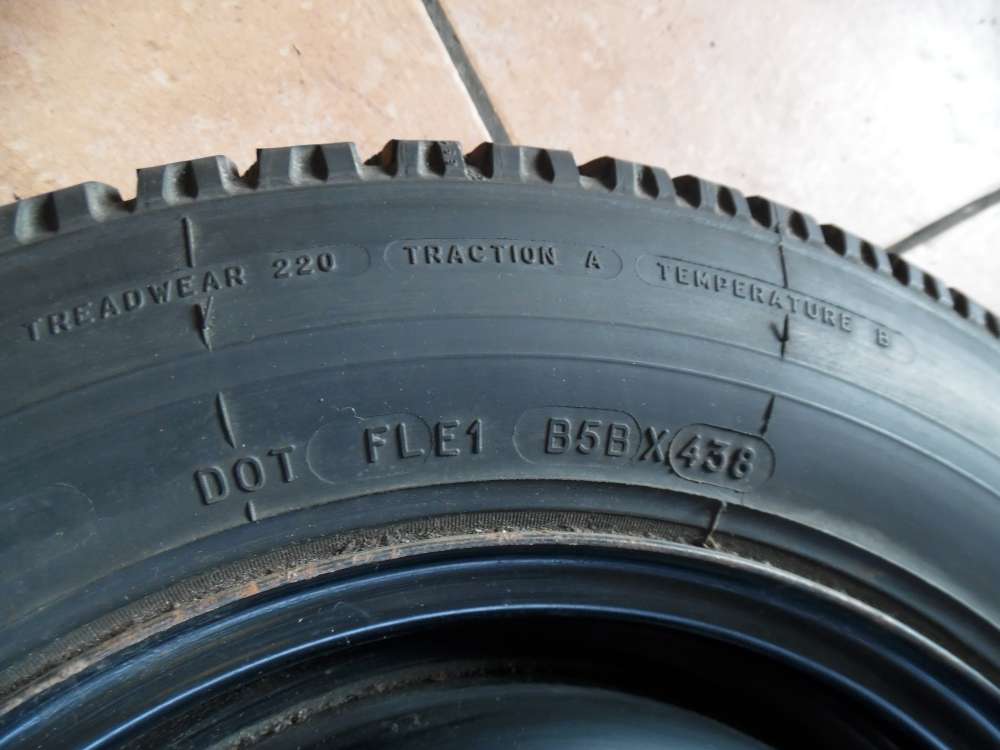 TREADWEAR 220 TRACTION A TEMPERATURE B
DOT FLE1 B5BX 438